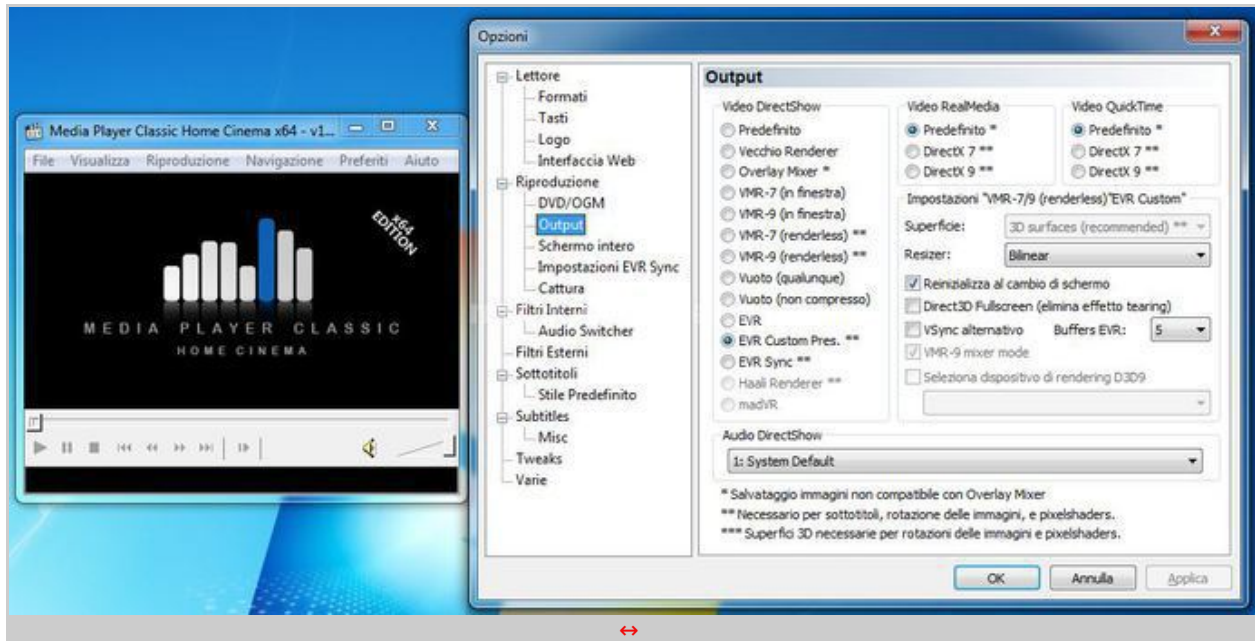 Opzioni
Lettore
Formati
Tasti
Logo
Interfaccia Web
Riproduzione
DVD/OGM
Output
Schermo intero
Impostazioni EVR Sync
Cattura
Filtri Interni
Audio Switcher
Filtri Esterni
Sottotitoli
Stile Predefinito
Subtitles
Misc
Tweaks
Varie
Output
Video DirectShow
Predefinito
Vecchio Renderer
Overlay Mixer *
VMR-7 (in finestra)
VMR-9 (in finestra)
VMR-7 (renderless) **
VMR-9 (renderless) **
Vuoto (qualunque)
Vuoto (non compresso)
EVR
EVR Custom Pres. **
EVR Sync **
Haali Renderer **
madVR
Video RealMedia
Predefinito *
DirectX 7 **
DirectX 9 **
Video QuickTime
Predefinito *
DirectX 7 **
DirectX 9 **
Impostazioni "VMR-7/9 (renderless)"EVR Custom"
Superficie: 3D surfaces (recommended) **
Resizer: Bilinear
Reinizializza al cambio di schermo
Direct3D Fullscreen (elimina effetto tearing)
VSync alternativo Buffers EVR: 5
VMR-9 mixer mode
Seleziona dispositivo di rendering D3D9
Audio DirectShow
1: System Default
* Salvataggio immagini non compatibile con Overlay Mixer
** Necessario per sottotitoli, rotazione delle immagini, e pixelshaders.
*** Superfici 3D necessarie per rotazioni delle immagini e pixelshaders.
OK Annulla Applica
Media Player Classic Home Cinema x64 - v1...
File Visualizza Riproduzione Navigazione Preferiti Aiuto
x64
EDITION
MEDIA PLAYER CLASSIC
HOME CINEMA